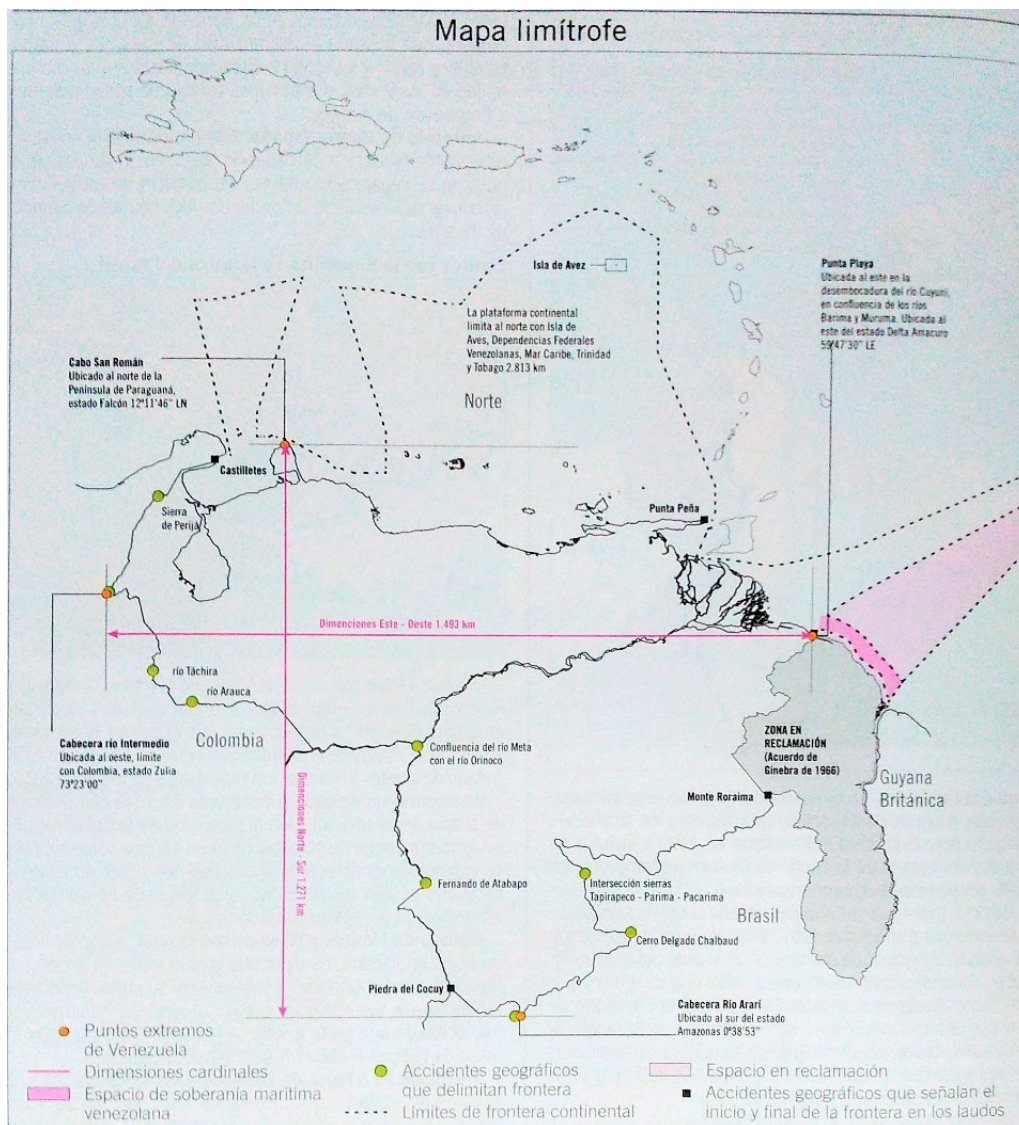 Mapa limítrofe
Isla de Avez
Punta Playa
Ubicada al este en la
desembocadura del río Cuyuni,
en confluencia de los ríos
Barima y Muruma. Ubicada al
este del estado Delta Amacuro
59°47'30" LE
La plataforma continental
limita al norte con Isla de
Aves, Dependencias Federales
Venezolanas, Mar Caribe, Trinidad
y Tobago 2.813 km
Norte
Cabo San Román
Ubicado al norte de la
Península de Paraguaná,
estado Falcón 12°11'46" LN
Castilletes
Sierra
de Perijá
Punta Peña
Dimenciones Este - Oeste 1.493 km
río Táchira
río Arauca
Colombia
Cabecera río Intermedio
Ubicada al oeste, límite
con Colombia, estado Zulia
73°23'00"
Confluencia del río Meta
con el río Orinoco
ZONA EN
RECLAMACIÓN
(Acuerdo de
Ginebra de 1966)
Guyana
Británica
Monte Roraima
Dimenciones Norte - Sur 1.271 km
Fernando de Atabapo
Intersección sierras
Tapirapeco - Parima - Pacarima
Brasil
Cerro Delgado Chalbaud
Piedra del Cocuy
Cabecera Río Ararí
Ubicado al sur del estado
Amazonas 0°38'53"
Puntos extremos
de Venezuela
Dimensiones cardinales
Espacio de soberanía marítima
venezolana
Accidentes geográficos
que delimitan frontera
Límites de frontera continental
Espacio en reclamación
Accidentes geográficos que señalan el
inicio y final de la frontera en los laudos